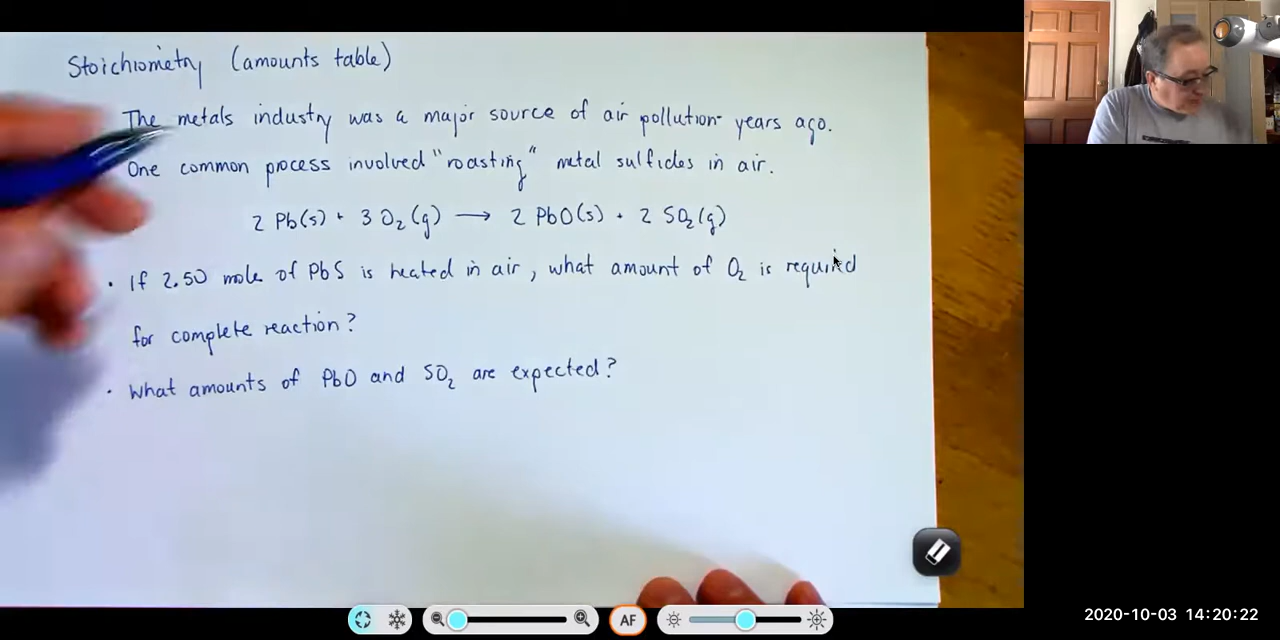 Stoichiometry (amounts table)
The metals industry was a major source of air pollution years ago.
One common process involved "roasting" metal sulfides in air.
2 Pb(s) + 3 O₂(g) ⟶ 2 PbO(s) + 2 SO₂(g)
· If 2.50 mole of PbS is heated in air, what amount of O₂ is required
for complete reaction?
· What amounts of PbO and SO₂ are expected?
AF
2020-10-03 14:20:22